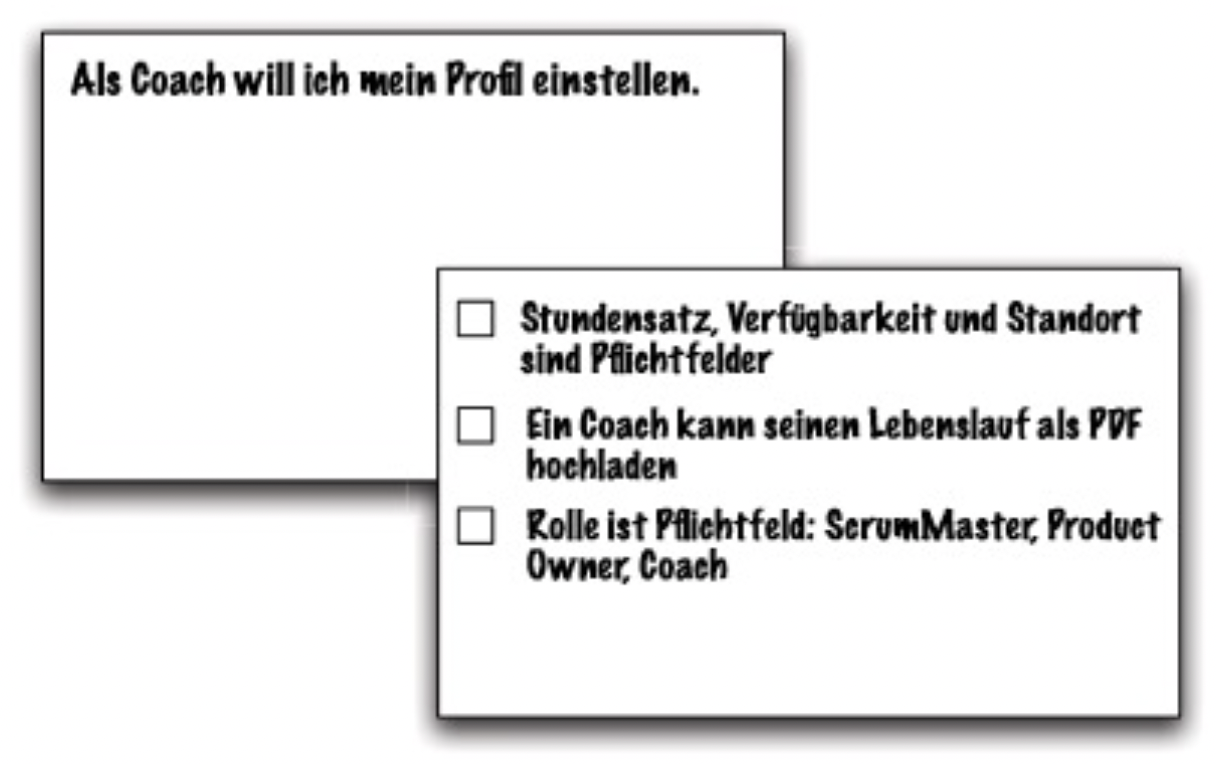 Als Coach will ich mein Profil einstellen.
Stundensatz, Verfügbarkeit und Standort
sind Pflichtfelder
Ein Coach kann seinen Lebenslauf als PDF
hochladen
Rolle ist Pflichtfeld: ScrumMaster, Product
Owner, Coach